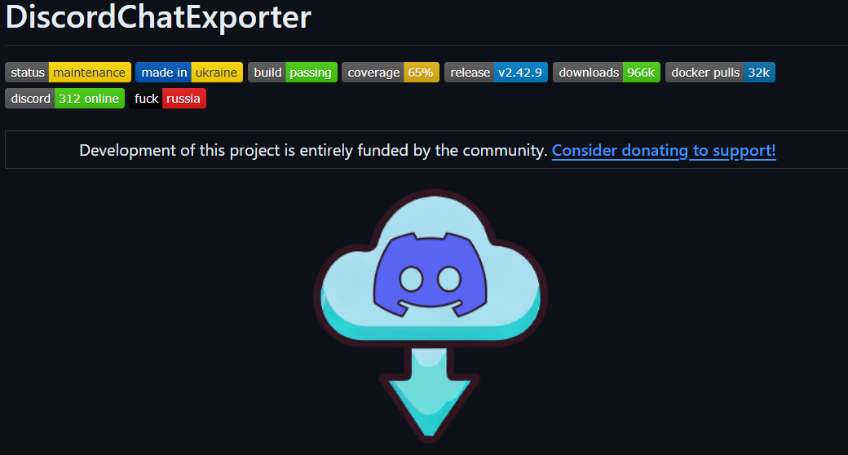 DiscordChatExporter
status maintenance made in ukraine build passing coverage 65% release v2.42.9 downloads 966k docker pulls 32k
discord 312 online fuck russia
Development of this project is entirely funded by the community. Consider donating to support!